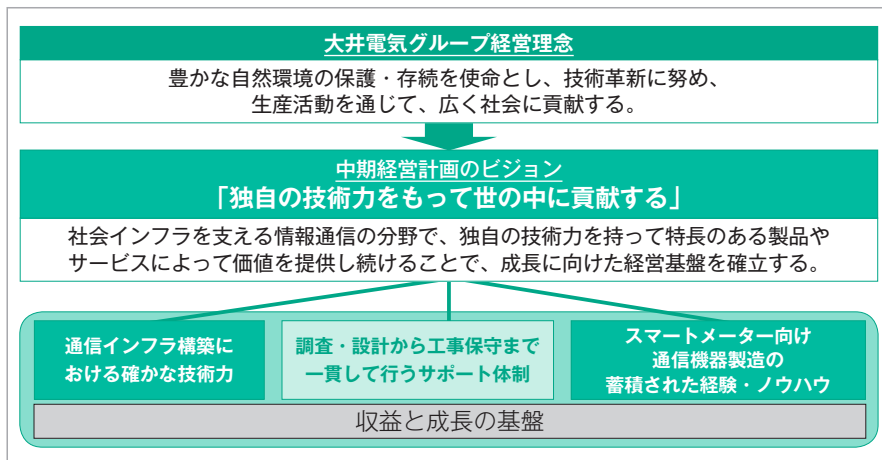 大井電気グループ経営理念
豊かな自然環境の保護・存続を使命とし、技術革新に努め、
生産活動を通じて、広く社会に貢献する。
中期経営計画のビジョン
「独自の技術力をもって世の中に貢献する」
社会インフラを支える情報通信の分野で、独自の技術力を持って特長のある製品や
サービスによって価値を提供し続けることで、成長に向けた経営基盤を確立する。
通信インフラ構築に
おける確かな技術力
調査・設計から工事保守まで
一貫して行うサポート体制
スマートメーター向け
通信機器製造の
蓄積された経験・ノウハウ
収益と成長の基盤